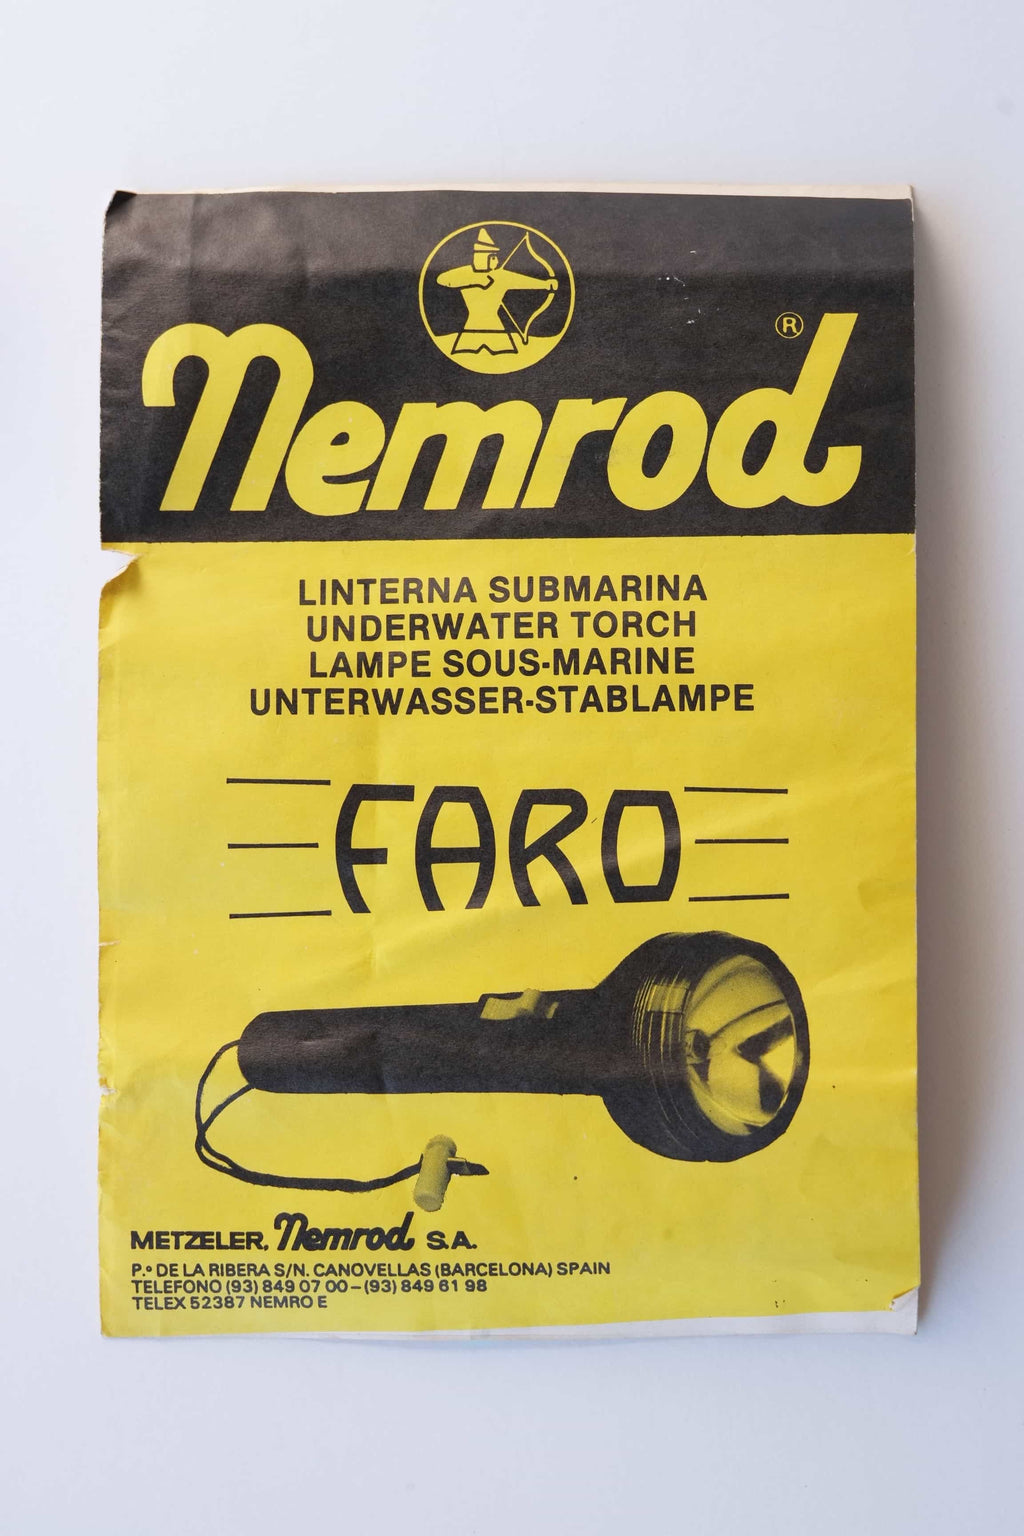 ®
Nemrod
LINTERNA SUBMARINA
UNDERWATER TORCH
LAMPE SOUS-MARINE
UNTERWASSER-STABLAMPE
FARO
METZELER, Nemrod S.A.
P.º DE LA RIBERA S/N. CANOVELLAS (BARCELONA) SPAIN
TELEFONO (93) 849 07 00 – (93) 849 61 98
TELEX 52387 NEMRO E